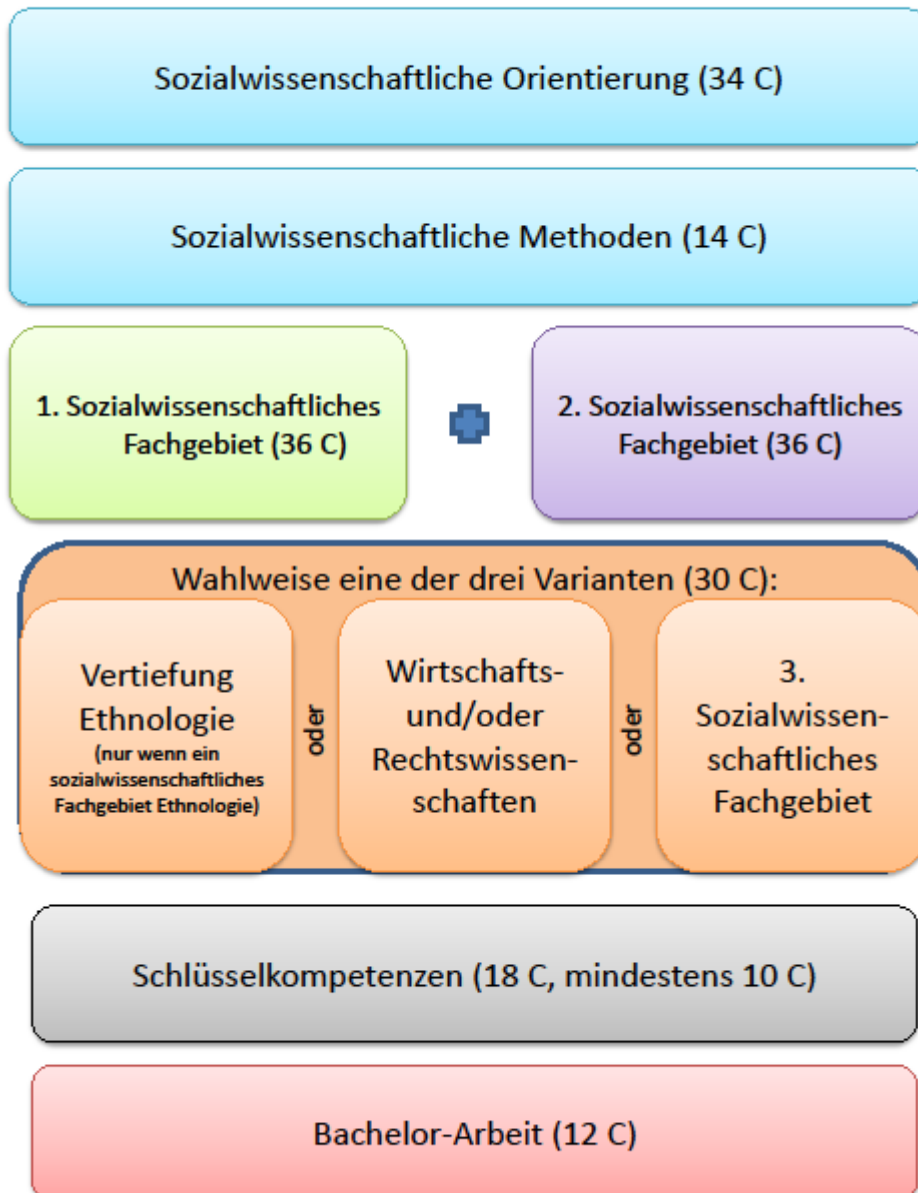 Sozialwissenschaftliche Orientierung (34 C)
Sozialwissenschaftliche Methoden (14 C)
1. Sozialwissenschaftliches
Fachgebiet (36 C)
2. Sozialwissenschaftliches
Fachgebiet (36 C)
Wahlweise eine der drei Varianten (30 C):
Vertiefung
Ethnologie
(nur wenn ein
sozialwissenschaftliches
Fachgebiet Ethnologie)
oder
Wirtschafts-
und/oder
Rechtswissen-
schaften
oder
3.
Sozialwissen-
schaftliches
Fachgebiet
Schlüsselkompetenzen (18 C, mindestens 10 C)
Bachelor-Arbeit (12 C)